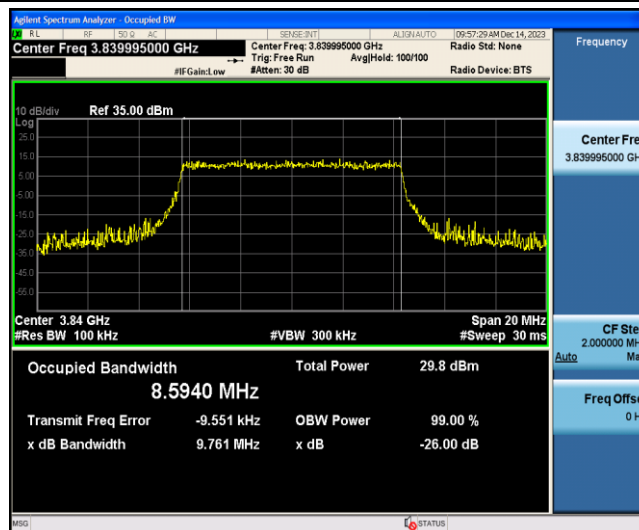 Agilent Spectrum Analyzer - Occupied BW
RL RF 50 Ω AC SENSE:INT ALIGN AUTO 09:57:29 AM Dec 14, 2023
Center Freq 3.839995000 GHz
Center Freq: 3.839995000 GHz Radio Std: None
Trig: Free Run Avg|Hold: 100/100
#IFGain:Low #Atten: 30 dB Radio Device: BTS
Frequency
10 dB/div Ref 35.00 dBm
Log
25.0
15.0
5.00
-5.00
-15.0
-25.0
-35.0
-45.0
-55.0
Center Fre
3.839995000 GH
Center 3.84 GHz Span 20 MHz
#Res BW 100 kHz #VBW 300 kHz #Sweep 30 ms
CF Ste
2.000000 MH
Auto Ma
Occupied Bandwidth Total Power 29.8 dBm
8.5940 MHz
Transmit Freq Error -9.551 kHz OBW Power 99.00 %
x dB Bandwidth 9.761 MHz x dB -26.00 dB
Freq Offse
0 H
MSG STATUS